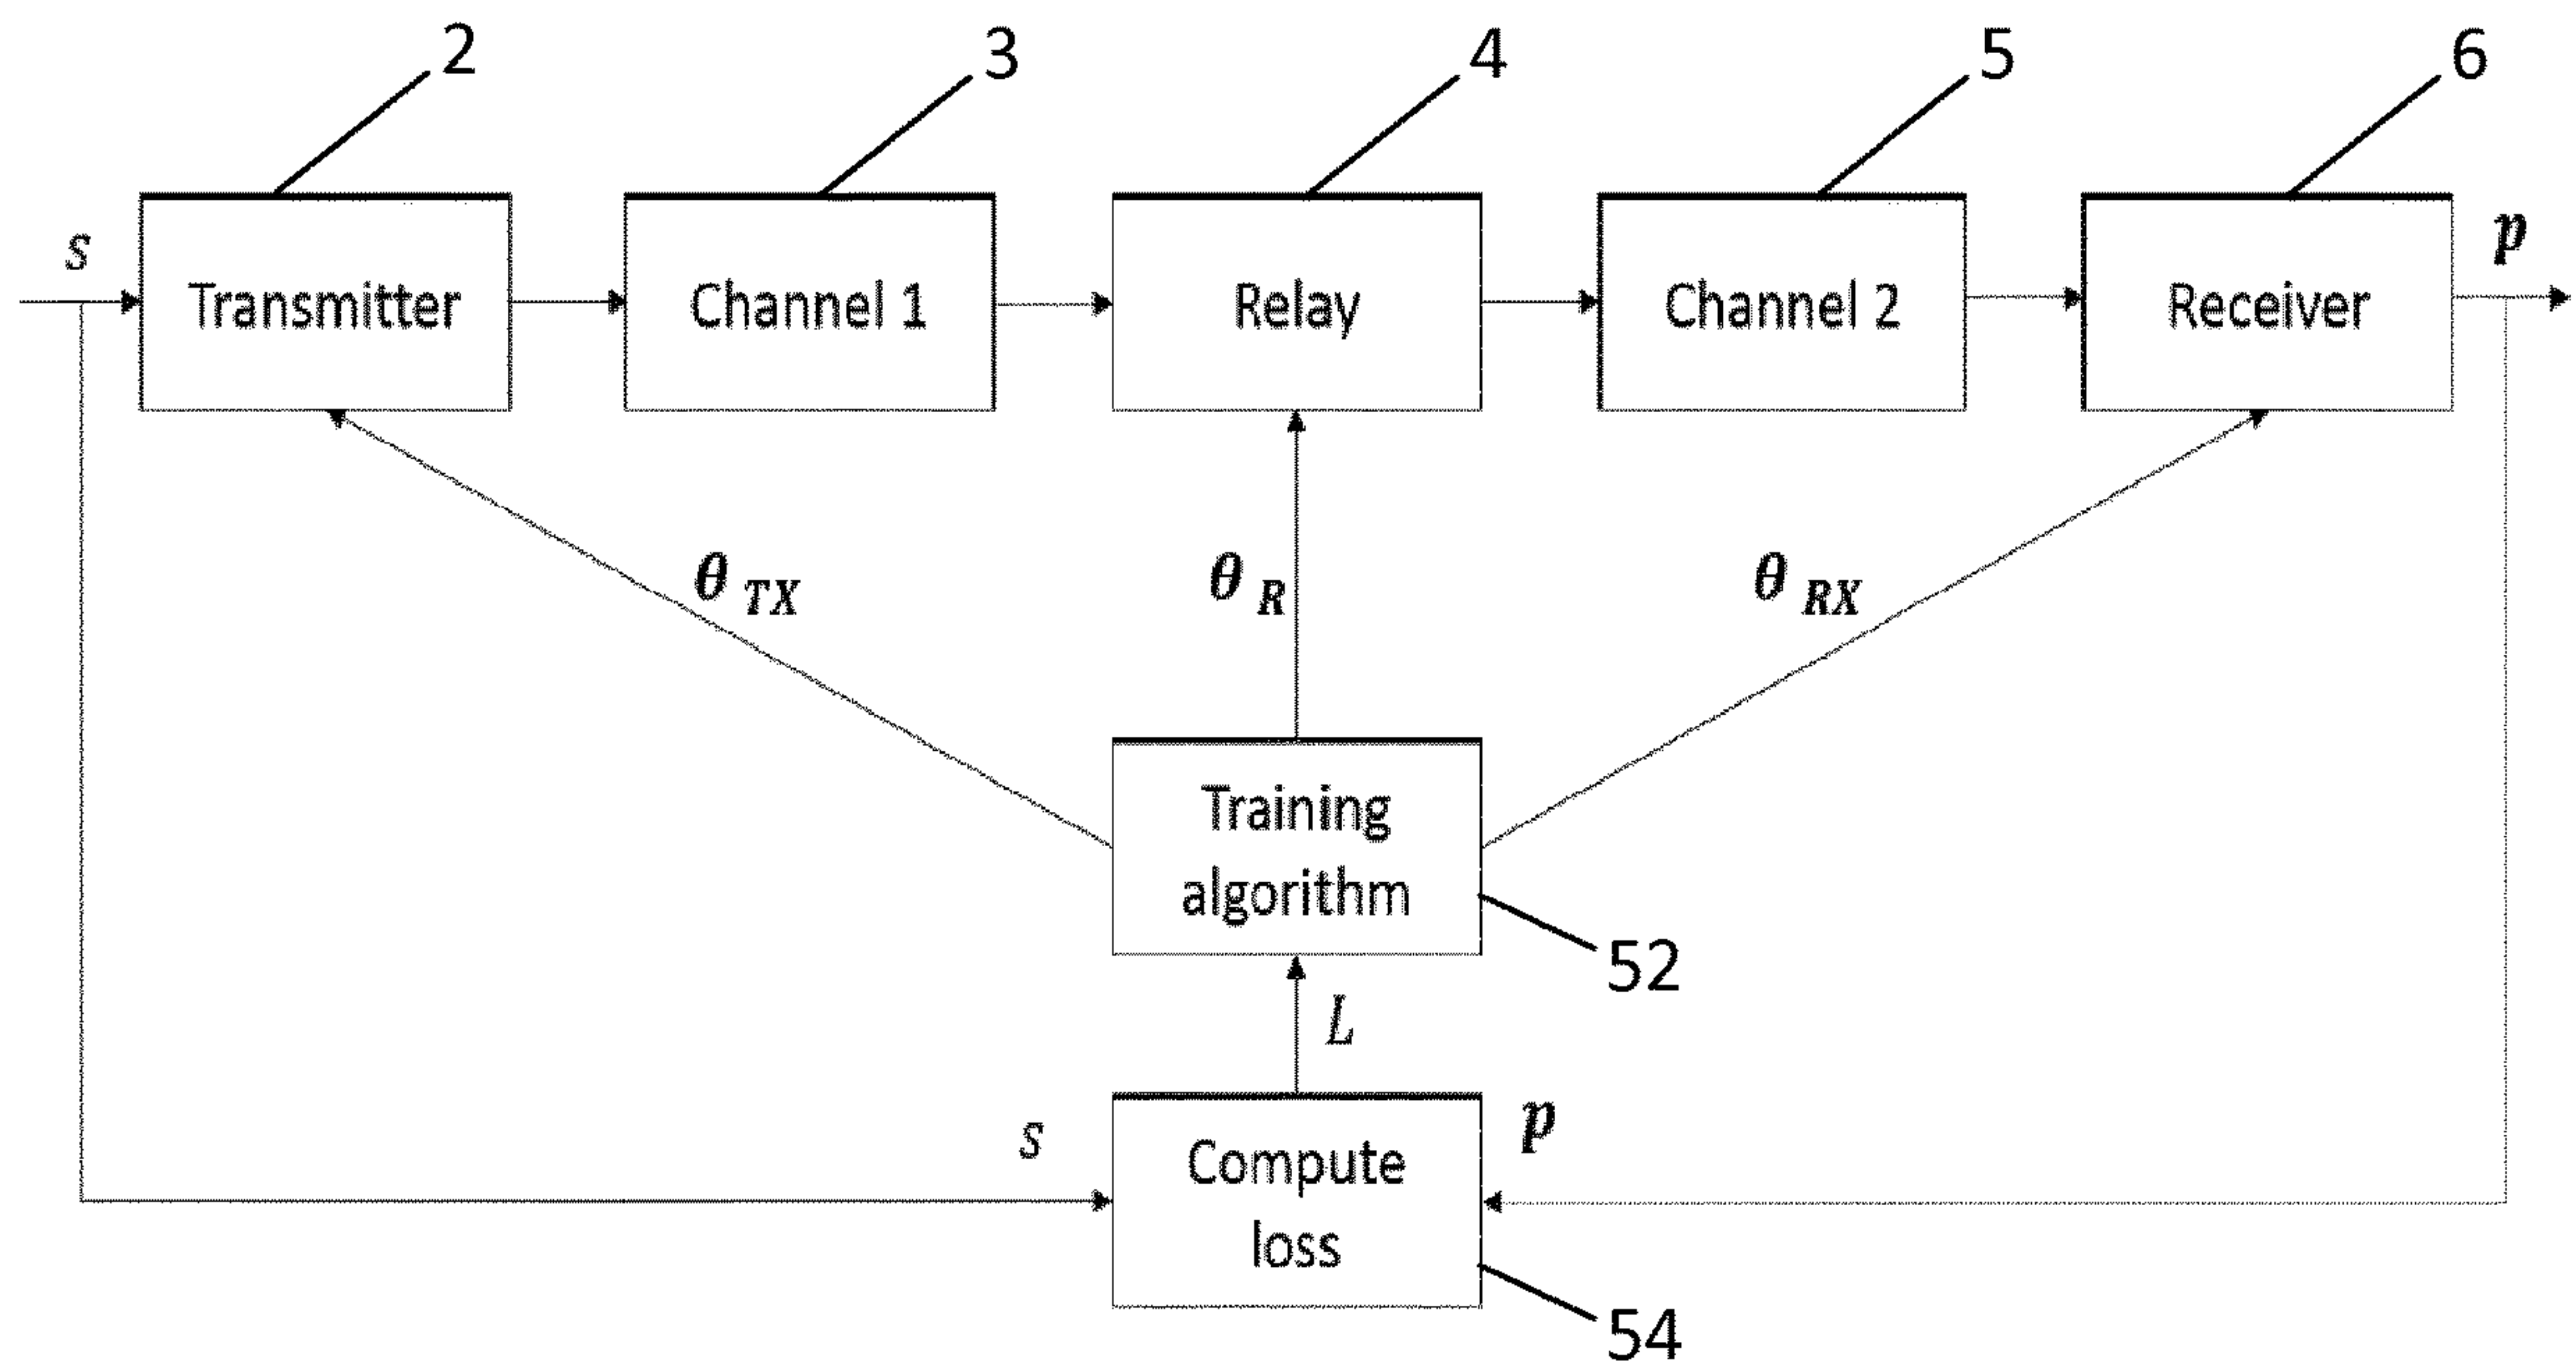 2
3
4
5
6
s
Transmitter
Channel 1
Relay
Channel 2
Receiver
p
θ TX
θ R
θ RX
Training
algorithm
52
L
s
Compute
loss
p
54